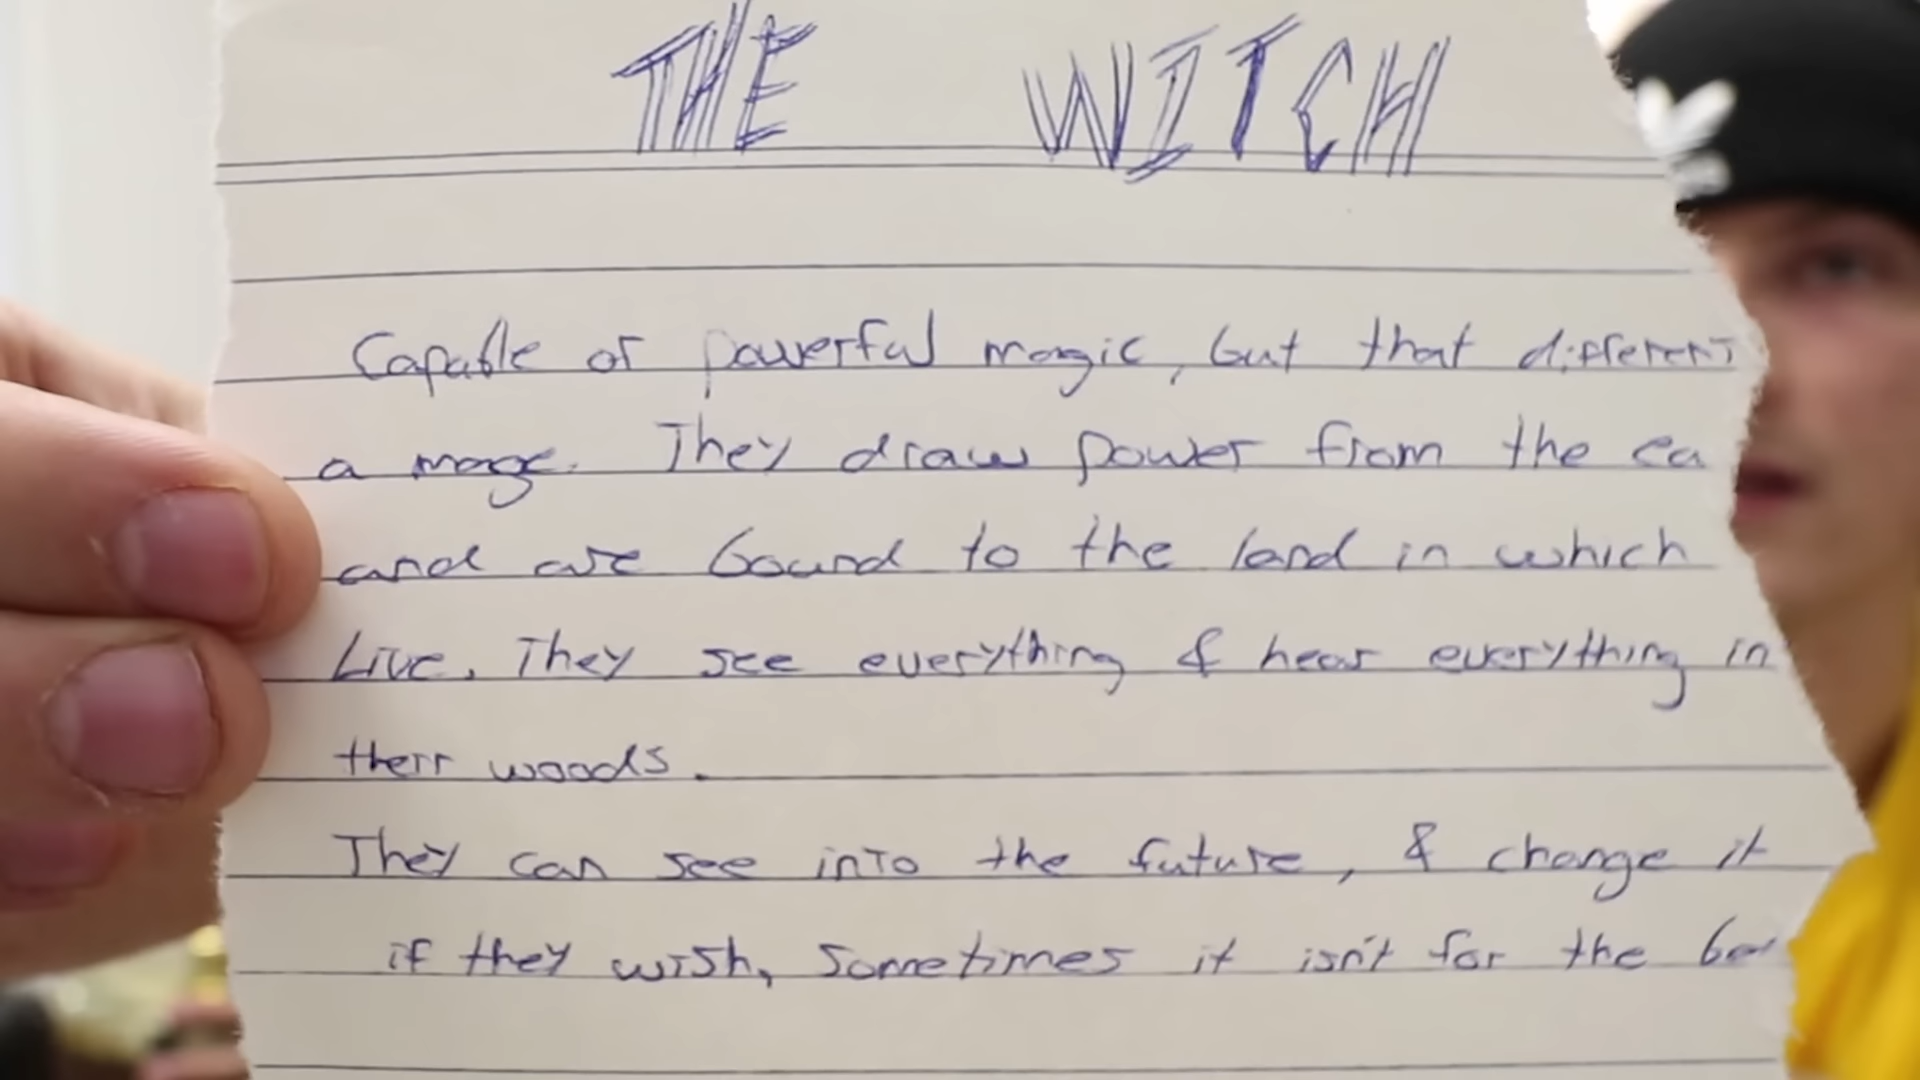 THE WITCH
Capable of powerful magic, but that different
a mage. They draw power from the ea
and are bound to the land in which
Live. They see everything & hear everything in
their woods.
They can see into the future, & change it
if they wish, sometimes it isn't for the